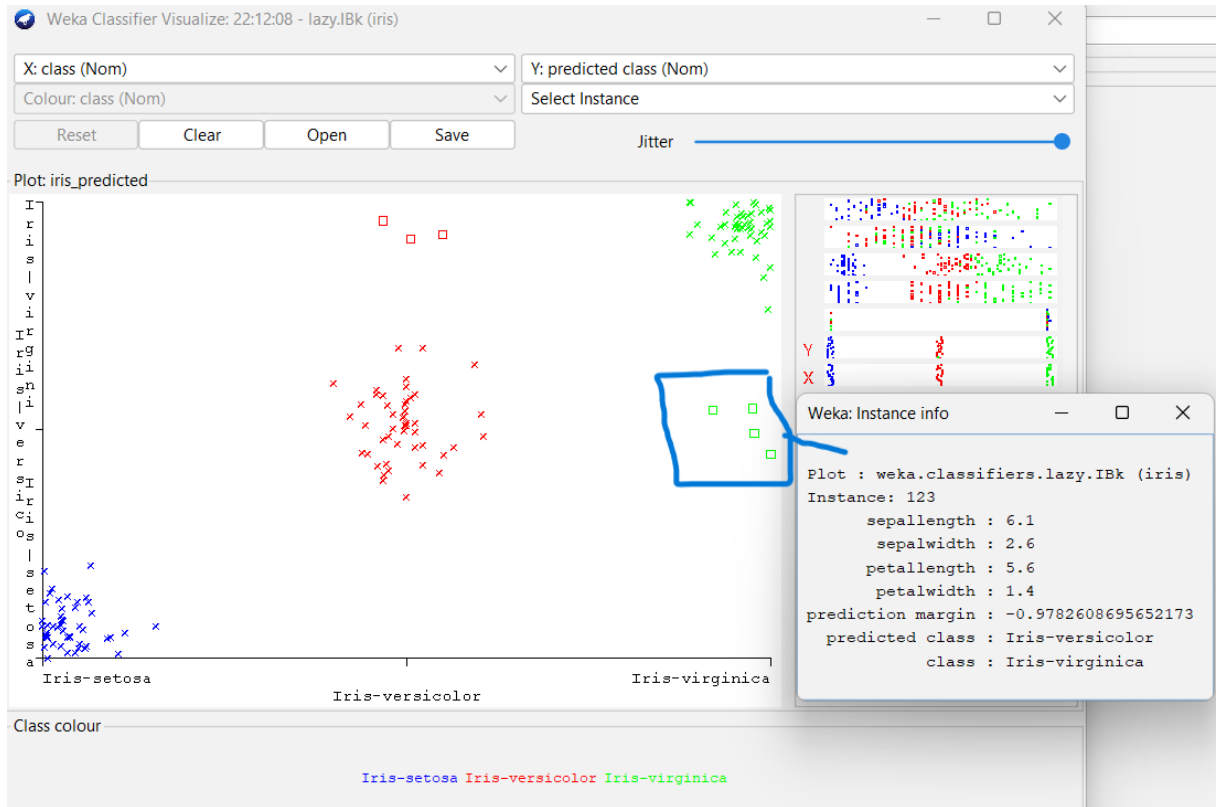 Weka Classifier Visualize: 22:12:08 - lazy.IBk (iris)
X: class (Nom)
Y: predicted class (Nom)
Colour: class (Nom)
Select Instance
Reset
Clear
Open
Save
Jitter
Plot: iris_predicted
Iris-virginica
Iris-versicolor
Iris-setosa
Y
X
Iris-setosa
Iris-versicolor
Iris-virginica
Weka: Instance info
Plot : weka.classifiers.lazy.IBk (iris)
Instance: 123
sepallength : 6.1
sepalwidth : 2.6
petallength : 5.6
petalwidth : 1.4
prediction margin : -0.9782608695652173
predicted class : Iris-versicolor
class : Iris-virginica
Class colour
Iris-setosa Iris-versicolor Iris-virginica